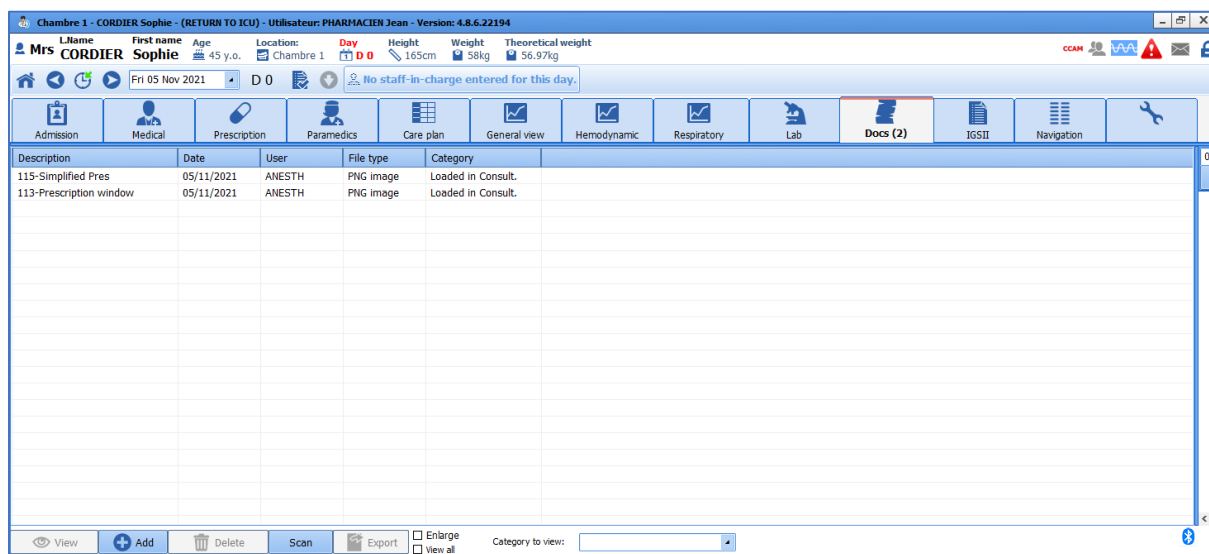 Chambre 1 - CORDIER Sophie - (RETURN TO ICU) - Utilisateur: PHARMACIEN Jean - Version: 4.8.6.22194
L.Name First name Age Location: Day Height Weight Theoretical weight
Mrs CORDIER Sophie 45 y.o. Chambre 1 D 0 165cm 58kg 56.97kg
CCAM
Fri 05 Nov 2021 D 0 No staff-in-charge entered for this day.
Admission Medical Prescription Paramedics Care plan General view Hemodynamic Respiratory Lab Docs (2) IGSII Navigation
Description Date User File type Category
115-Simplified Pres 05/11/2021 ANESTH PNG image Loaded in Consult.
113-Prescription window 05/11/2021 ANESTH PNG image Loaded in Consult.
View Add Delete Scan Export Enlarge Category to view:
View all